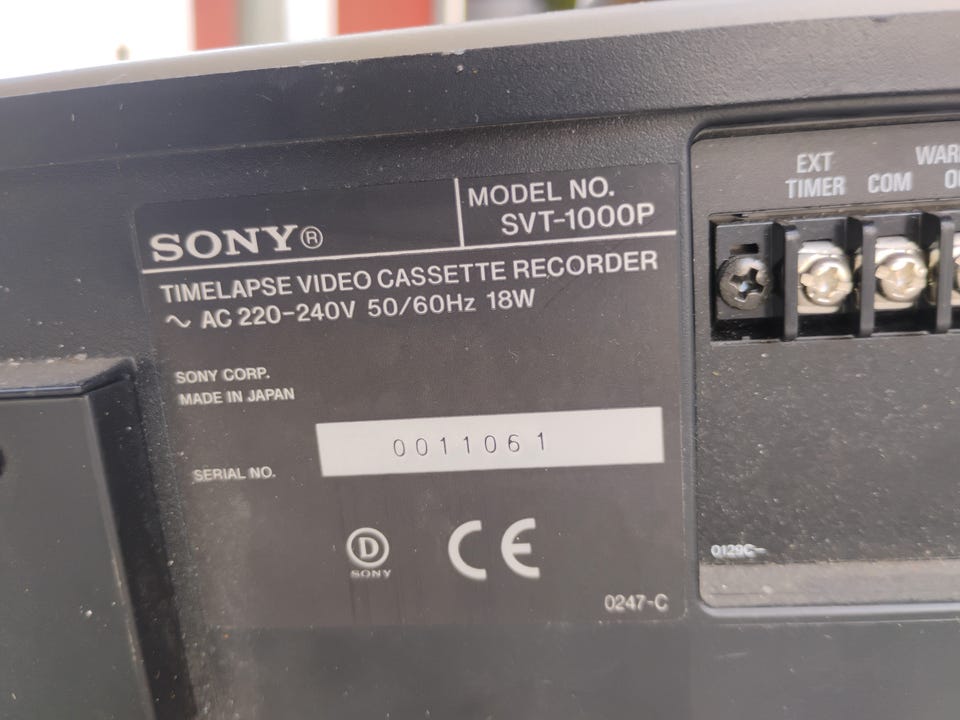 SONY®
MODEL NO.
SVT-1000P
TIMELAPSE VIDEO CASSETTE RECORDER
~ AC 220-240V 50/60Hz 18W
SONY CORP.
MADE IN JAPAN
SERIAL NO.
0011061
D
SONY
CE
0247-C
EXT
TIMER
COM
0129C-